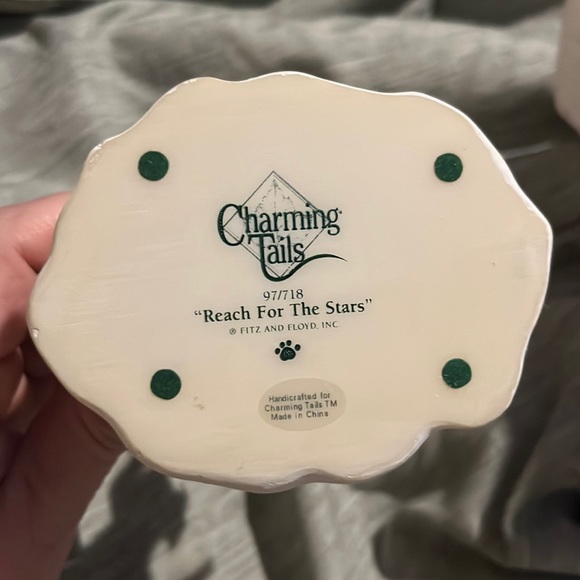 Charming
Tails
97/718
"Reach For The Stars"
® FITZ AND FLOYD, INC
Handicrafted for
Charming Tails TM
Made in China